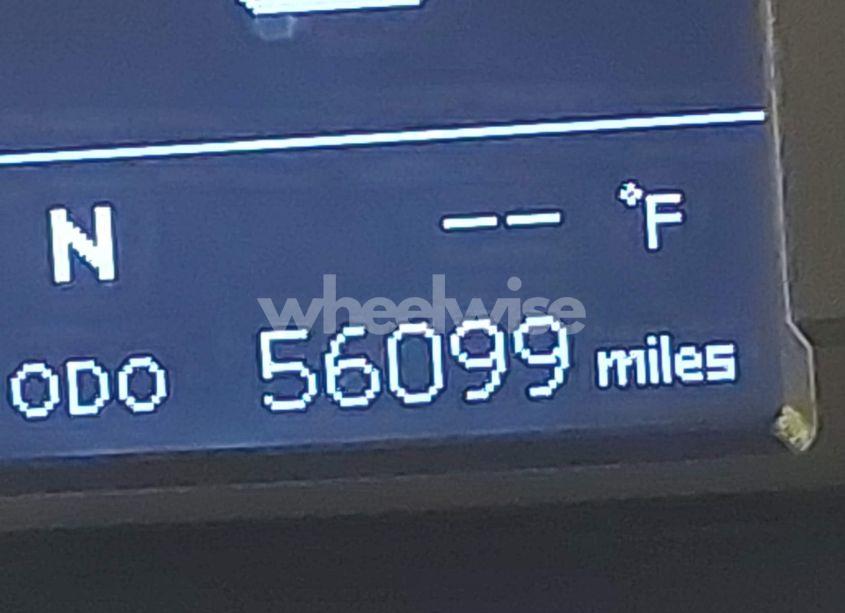 N -- °F
wheelwise
ODO 56099 miles